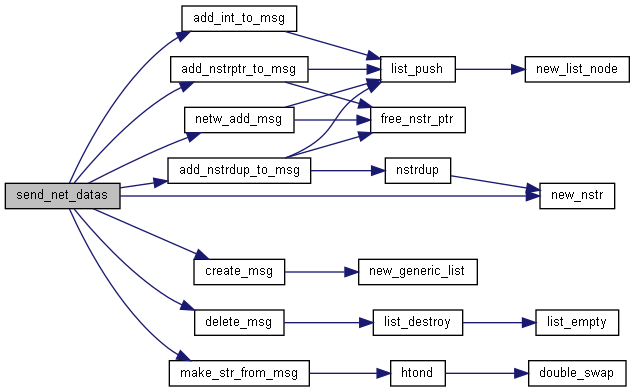 add_int_to_msg
add_nstrptr_to_msg
list_push
new_list_node
netw_add_msg
free_nstr_ptr
add_nstrdup_to_msg
nstrdup
send_net_datas
new_nstr
create_msg
new_generic_list
delete_msg
list_destroy
list_empty
make_str_from_msg
htond
double_swap